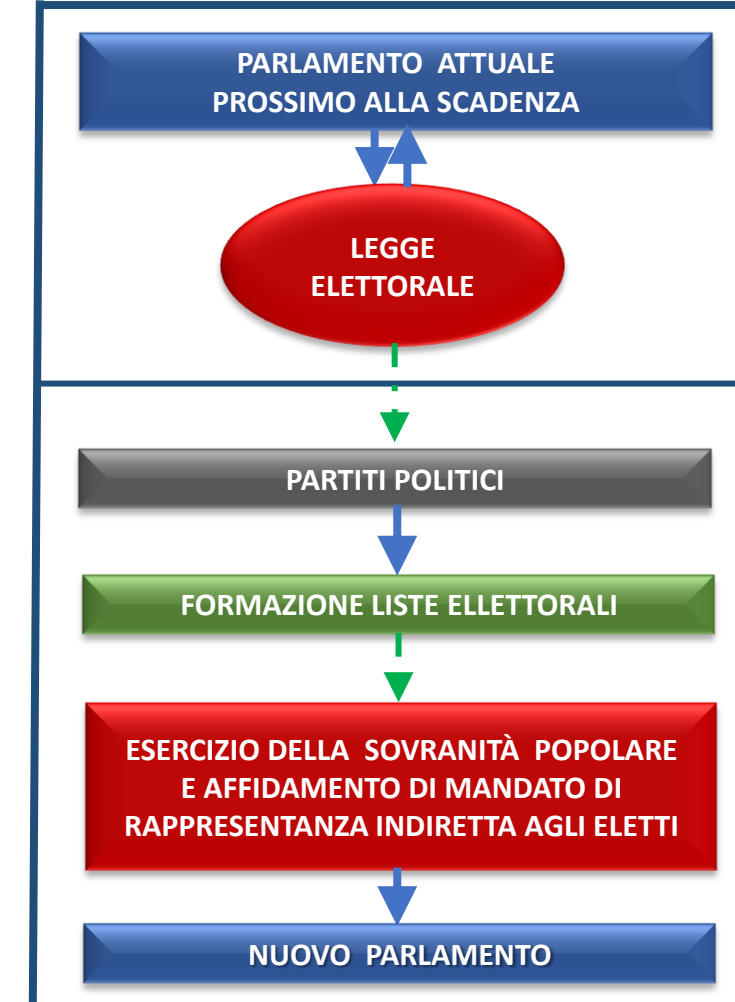 PARLAMENTO ATTUALE
PROSSIMO ALLA SCADENZA
LEGGE
ELETTORALE
PARTITI POLITICI
FORMAZIONE LISTE ELLETTORALI
ESERCIZIO DELLA SOVRANITÀ POPOLARE
E AFFIDAMENTO DI MANDATO DI
RAPPRESENTANZA INDIRETTA AGLI ELETTI
NUOVO PARLAMENTO